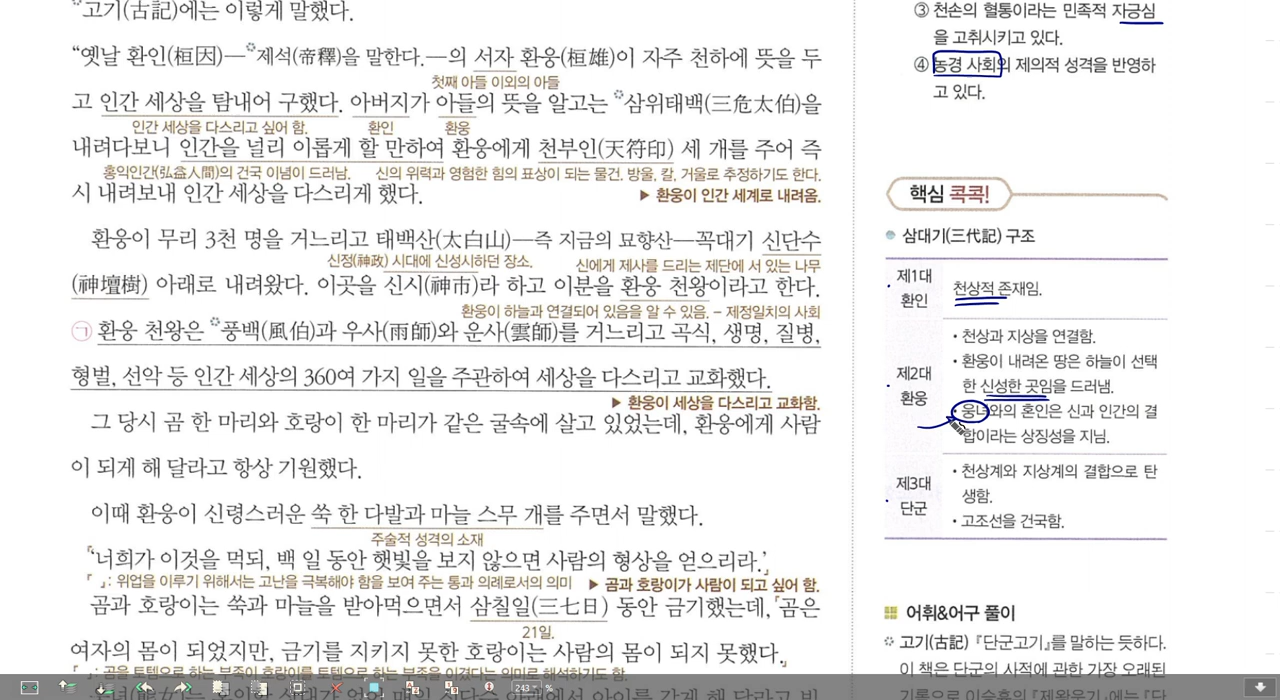 고기(古記)에는 이렇게 말했다.
“옛날 환인(桓因)—제석(帝釋)을 말한다.—의 서자 환웅(桓雄)이 자주 천하에 뜻을 두
첫째 아들 이외의 아들
고 인간 세상을 탐내어 구했다. 아버지가 아들의 뜻을 알고는 삼위태백(三危太伯)을
인간 세상을 다스리고 싶어 함. 환인 환웅
내려다보니 인간을 널리 이롭게 할 만하여 환웅에게 천부인(天符印) 세 개를 주어 즉
홍익인간(弘益人間)의 건국 이념이 드러남. 신의 위력과 영험한 힘의 표상이 되는 물건. 방울, 칼, 거울로 추정하기도 한다.
시 내려보내 인간 세상을 다스리게 했다.
▶ 환웅이 인간 세계로 내려옴.
환웅이 무리 3천 명을 거느리고 태백산(太白山)—즉 지금의 묘향산—꼭대기 신단수
신정(神政) 시대에 신성시하던 장소. 신에게 제사를 드리는 제단에 서 있는 나무
(神壇樹) 아래로 내려왔다. 이곳을 신시(神市)라 하고 이분을 환웅 천왕이라고 한다.
환웅이 하늘과 연결되어 있음을 알 수 있음. – 제정일치의 사회
㉠ 환웅 천왕은 풍백(風伯)과 우사(雨師)와 운사(雲師)를 거느리고 곡식, 생명, 질병,
형벌, 선악 등 인간 세상의 360여 가지 일을 주관하여 세상을 다스리고 교화했다.
▶ 환웅이 세상을 다스리고 교화함.
그 당시 곰 한 마리와 호랑이 한 마리가 같은 굴속에 살고 있었는데, 환웅에게 사람
이 되게 해 달라고 항상 기원했다.
이때 환웅이 신령스러운 쑥 한 다발과 마늘 스무 개를 주면서 말했다.
주술적 성격의 소재
『‘너희가 이것을 먹되, 백 일 동안 햇빛을 보지 않으면 사람의 형상을 얻으리라.’』
『 』: 위업을 이루기 위해서는 고난을 극복해야 함을 보여 주는 통과 의례로서의 의미 ▶ 곰과 호랑이가 사람이 되고 싶어 함.
곰과 호랑이는 쑥과 마늘을 받아먹으면서 삼칠일(三七日) 동안 금기했는데, 『곰은
21일.
여자의 몸이 되었지만, 금기를 지키지 못한 호랑이는 사람의 몸이 되지 못했다.』
『 』: 곰을 토템으로 하는 부족이 호랑이를 토템으로 하는 부족을 이겼다는 의미로 해석하기도 함.
③ 천손의 혈통이라는 민족적 자긍심
을 고취시키고 있다.
④ 농경 사회의 제의적 성격을 반영하
고 있다.
핵심 콕콕!
삼대기(三代記) 구조
제1대
환인
천상적 존재임.
제2대
환웅
• 천상과 지상을 연결함.
• 환웅이 내려온 땅은 하늘이 선택
한 신성한 곳임을 드러냄.
• 웅녀와의 혼인은 신과 인간의 결
합이라는 상징성을 지님.
제3대
단군
• 천상계와 지상계의 결합으로 탄
생함.
• 고조선을 건국함.
어휘&어구 풀이
고기(古記) 『단군고기』를 말하는 듯하다.
이 책은 단군의 사적에 관한 가장 오래된
243 %